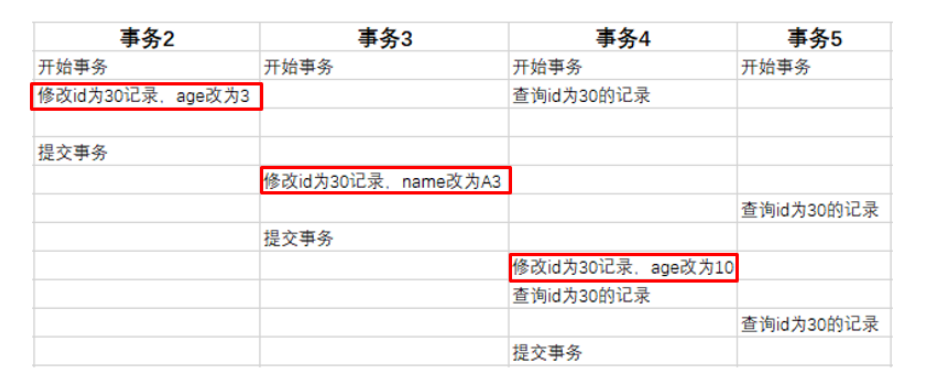 事务2 事务3 事务4 事务5
开始事务 开始事务 开始事务 开始事务
修改id为30记录，age改为3 查询id为30的记录
提交事务
修改id为30记录，name改为A3
查询id为30的记录
提交事务
修改id为30记录，age改为10
查询id为30的记录
查询id为30的记录
提交事务